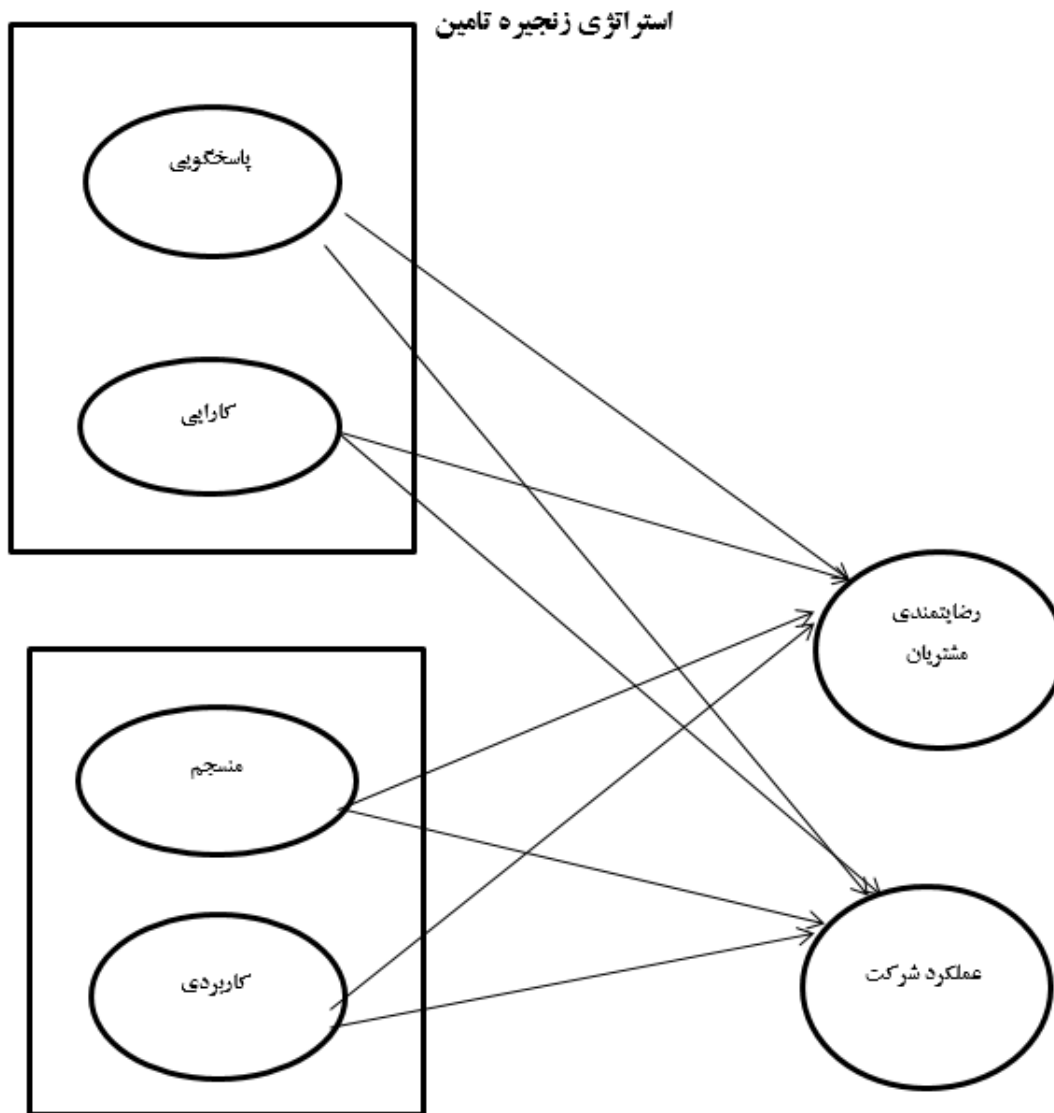 استراتژی زنجیره تامین
پاسخگویی
کارایی
رضایتمندی
مشتریان
منسجم
کاربردی
عملکرد شرکت